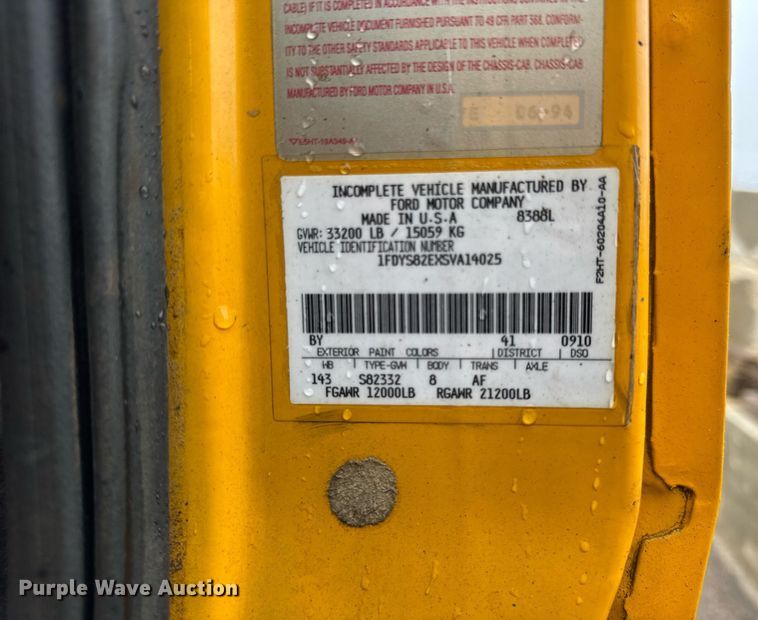 CABLE) IF IT IS COMPLETED IN ACCORDANCE WITH THE INSTRUCTIONS CONTAINED IN THE
INCOMPLETE VEHICLE DOCUMENT FURNISHED PURSUANT TO 49 CFR PART 568. CONFORM-
ITY TO THE OTHER SAFETY STANDARDS APPLICABLE TO THIS VEHICLE WHEN COMPLETED
IS NOT SUBSTANTIALLY AFFECTED BY THE DESIGN OF THE CHASSIS-CAB. CHASSIS-CAB
MANUFACTURED BY FORD MOTOR COMPANY IN U.S.A.
06-94
INCOMPLETE VEHICLE MANUFACTURED BY
FORD MOTOR COMPANY
MADE IN U.S.A 8388L
GVWR: 33200 LB / 15059 KG
VEHICLE IDENTIFICATION NUMBER
1FDYS82EXSVA14025
F2HT-60204A10-AA
BY 41 0910
EXTERIOR PAINT COLORS DISTRICT DSO
WB TYPE-GVW BODY TRANS AXLE
143 S82332 8 AF
FGAWR 12000LB RGAWR 21200LB
Purple Wave Auction